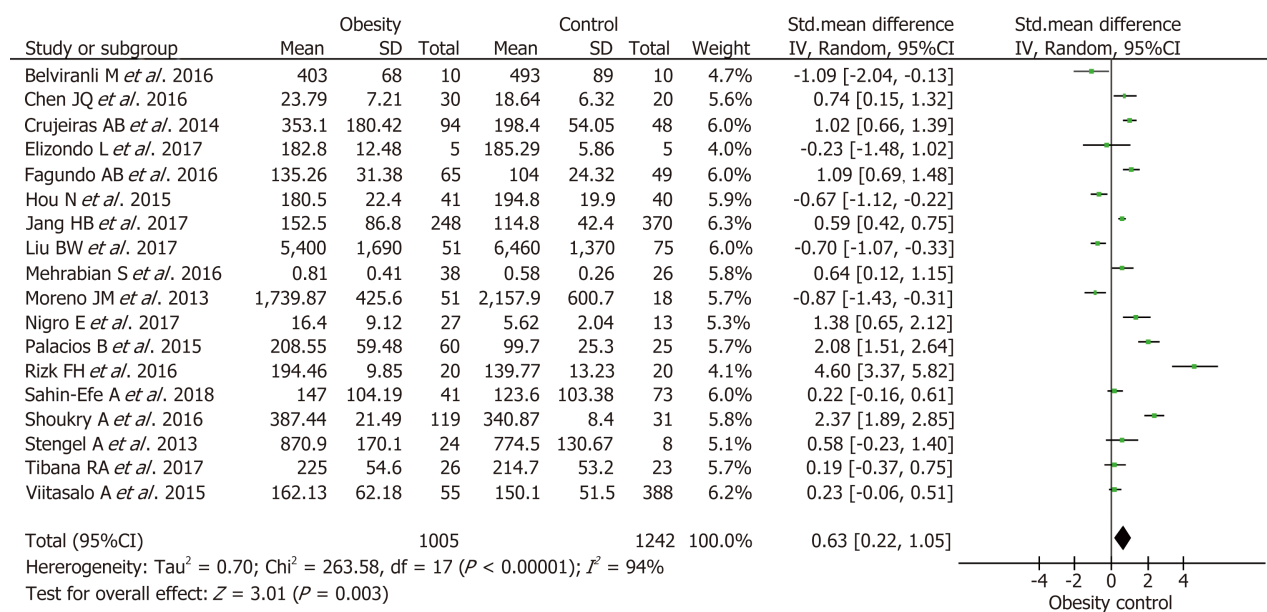 Obesity Control Std.mean difference Std.mean difference
Study or subgroup Mean SD Total Mean SD Total Weight IV, Random, 95%CI IV, Random, 95%CI
Belviranli M et al. 2016 403 68 10 493 89 10 4.7% -1.09 [-2.04, -0.13]
Chen JQ et al. 2016 23.79 7.21 30 18.64 6.32 20 5.6% 0.74 [0.15, 1.32]
Crujeiras AB et al. 2014 353.1 180.42 94 198.4 54.05 48 6.0% 1.02 [0.66, 1.39]
Elizondo L et al. 2017 182.8 12.48 5 185.29 5.86 5 4.0% -0.23 [-1.48, 1.02]
Fagundo AB et al. 2016 135.26 31.38 65 104 24.32 49 6.0% 1.09 [0.69, 1.48]
Hou N et al. 2015 180.5 22.4 41 194.8 19.9 40 5.9% -0.67 [-1.12, -0.22]
Jang HB et al. 2017 152.5 86.8 248 114.8 42.4 370 6.3% 0.59 [0.42, 0.75]
Liu BW et al. 2017 5,400 1,690 51 6,460 1,370 75 6.0% -0.70 [-1.07, -0.33]
Mehrabian S et al. 2016 0.81 0.41 38 0.58 0.26 26 5.8% 0.64 [0.12, 1.15]
Moreno JM et al. 2013 1,739.87 425.6 51 2,157.9 600.7 18 5.7% -0.87 [-1.43, -0.31]
Nigro E et al. 2017 16.4 9.12 27 5.62 2.04 13 5.3% 1.38 [0.65, 2.12]
Palacios B et al. 2015 208.55 59.48 60 99.7 25.3 25 5.7% 2.08 [1.51, 2.64]
Rizk FH et al. 2016 194.46 9.85 20 139.77 13.23 20 4.1% 4.60 [3.37, 5.82]
Sahin-Efe A et al. 2018 147 104.19 41 123.6 103.38 73 6.0% 0.22 [-0.16, 0.61]
Shoukry A et al. 2016 387.44 21.49 119 340.87 8.4 31 5.8% 2.37 [1.89, 2.85]
Stengel A et al. 2013 870.9 170.1 24 774.5 130.67 8 5.1% 0.58 [-0.23, 1.40]
Tibana RA et al. 2017 225 54.6 26 214.7 53.2 23 5.7% 0.19 [-0.37, 0.75]
Viitasalo A et al. 2015 162.13 62.18 55 150.1 51.5 388 6.2% 0.23 [-0.06, 0.51]
Total (95%CI) 1005 1242 100.0% 0.63 [0.22, 1.05]
Hererogeneity: Tau² = 0.70; Chi² = 263.58, df = 17 (P < 0.00001); I² = 94%
Test for overall effect: Z = 3.01 (P = 0.003)
-4 -2 0 2 4
Obesity control